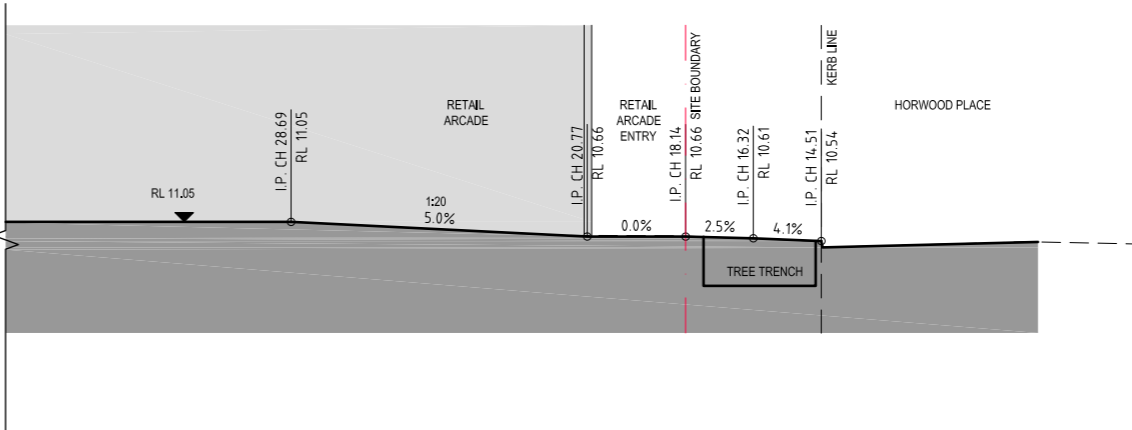 RL 11.05
I.P. CH 28.69
RL 11.05
RETAIL
ARCADE
1:20
5.0%
I.P. CH 20.77
RL 10.66
RETAIL
ARCADE
ENTRY
0.0%
I.P. CH 18.14
RL 10.66
SITE BOUNDARY
2.5%
I.P. CH 16.32
RL 10.61
4.1%
I.P. CH 14.51
RL 10.54
KERB LINE
HORWOOD PLACE
TREE TRENCH